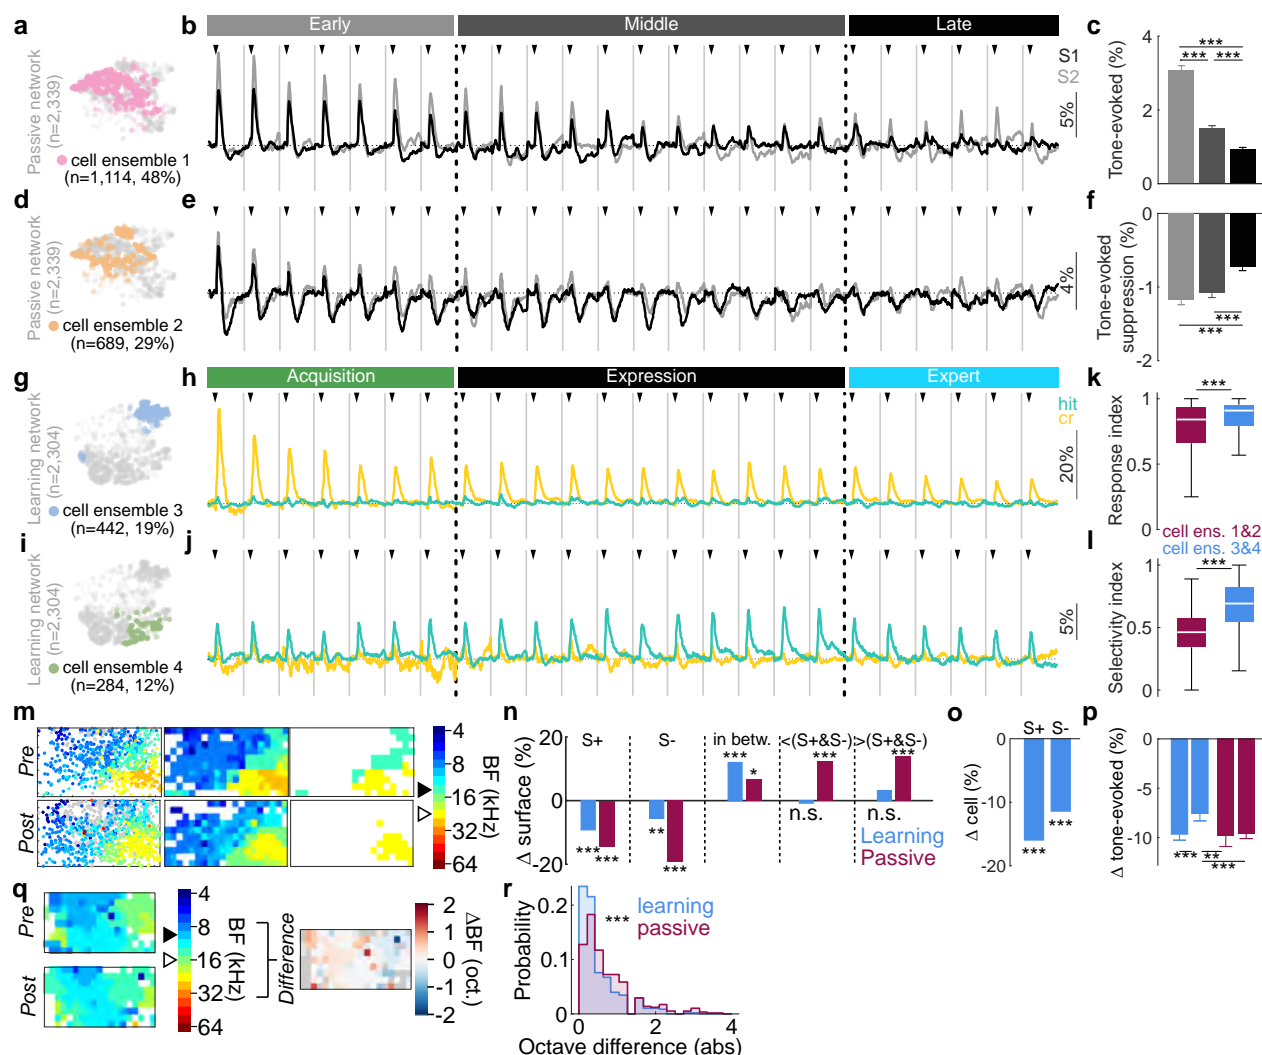 a
Passive network
(n=2,339)
cell ensemble 1
(n=1,114, 48%)
b
Early
Middle
Late
S1
S2
5%
c
Tone-evoked (%)
4
2
0
***
*** ***
d
Passive network
(n=2,339)
cell ensemble 2
(n=689, 29%)
e
4%
f
Tone-evoked
suppression (%)
0
-1
-2
***
***
g
Learning network
(n=2,304)
cell ensemble 3
(n=442, 19%)
h
Acquisition
Expression
Expert
hit
cr
20%
k
Response index
1
0.5
0
***
i
Learning network
(n=2,304)
cell ensemble 4
(n=284, 12%)
j
5%
cell ens. 1&2
cell ens. 3&4
l
Selectivity index
1
0.5
0
***
m
Pre
Post
4
8
16
32
64
BF (kHz)
n
Δ surface (%)
20
0
-20
S+
S-
in betw.
<(S+&S-)
>(S+&S-)
***
***
**
***
***
*
***
n.s.
***
n.s.
Learning
Passive
o
Δ cell (%)
0
-10
-20
S+ S-
***
***
p
Δ tone-evoked (%)
0
-5
-10
*** **
***
q
Pre
Post
4
8
16
32
64
BF (kHz)
Difference
2
1
0
-1
-2
ΔBF (oct.)
r
Probability
0.2
0.1
0
***
learning
passive
0
2
4
Octave difference (abs)